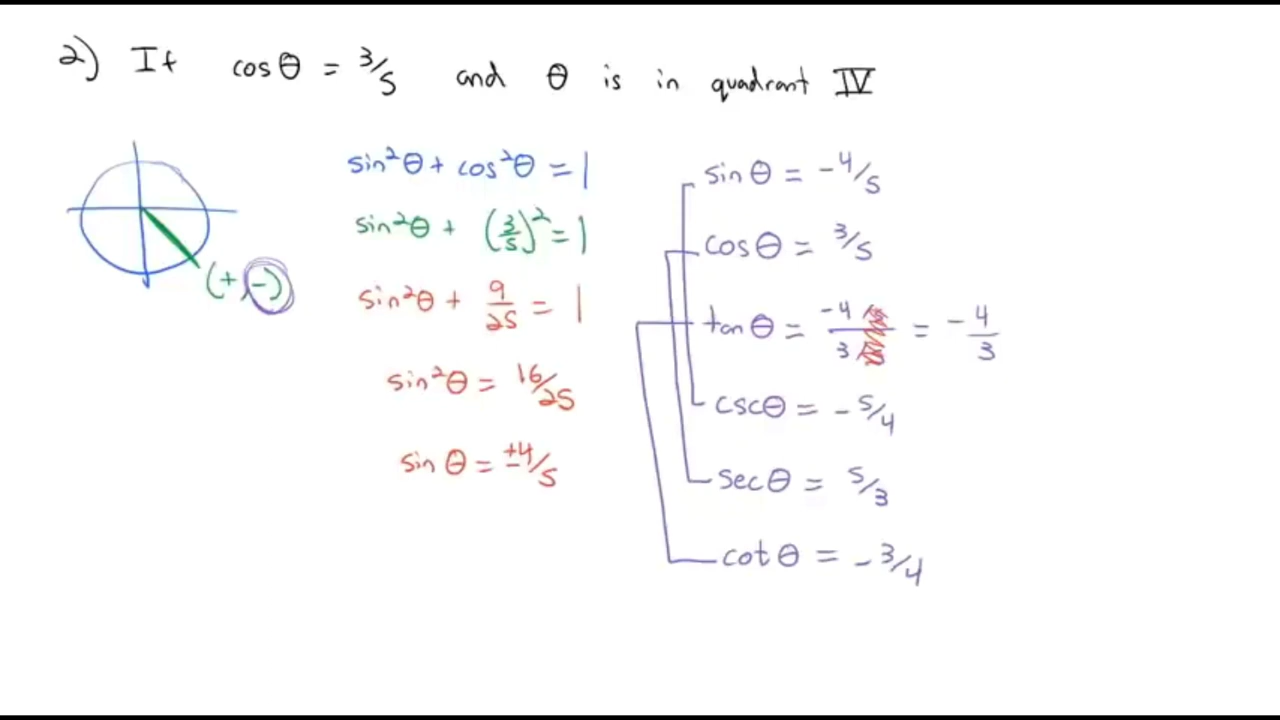 2) If cos θ = 3/5 and θ is in quadrant IV
(+, -)
sin²θ + cos²θ = 1
sin²θ + (3/5)² = 1
sin²θ + 9/25 = 1
sin²θ = 16/25
sin θ = ±4/5
sin θ = -4/5
cos θ = 3/5
tan θ = -4/5 / 3/5 = -4/3
csc θ = -5/4
sec θ = 5/3
cot θ = -3/4